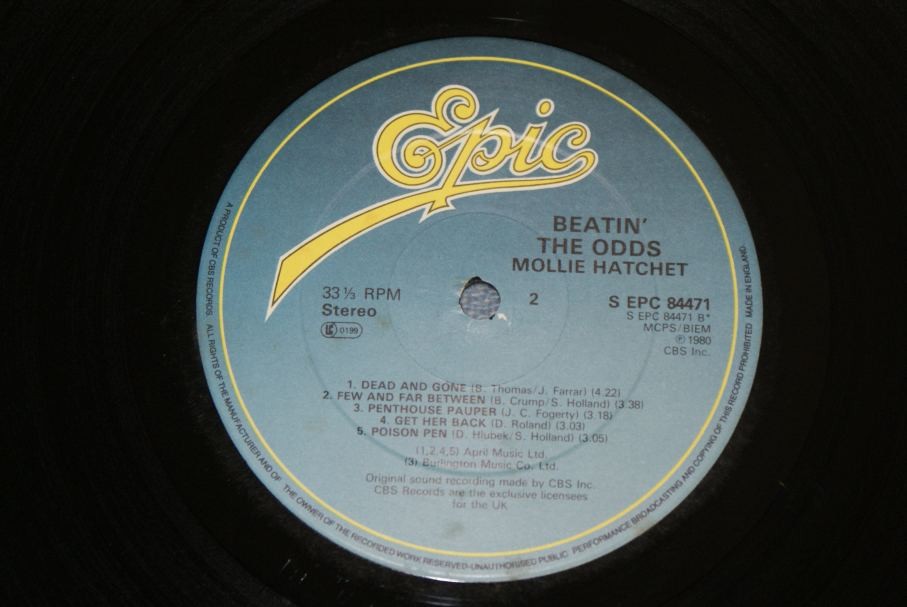 Epic
BEATIN'
THE ODDS
MOLLIE HATCHET
33 ⅓ RPM
Stereo
LC 0199
2
S EPC 84471
S EPC 84471 B*
MCPS/BIEM
℗ 1980
CBS Inc.
1. DEAD AND GONE (B. Thomas/J. Farrar) (4.22)
2. FEW AND FAR BETWEEN (B. Crump/S. Holland) (3.38)
3. PENTHOUSE PAUPER (J. C. Fogerty) (3.18)
4. GET HER BACK (D. Roland) (3.03)
5. POISON PEN (D. Hlubek/S. Holland) (3.05)
(1,2,4,5) April Music Ltd.
(3) Burlington Music Co. Ltd.
Original sound recording made by CBS Inc.
CBS Records are the exclusive licensees
for the UK
A PRODUCT OF CBS RECORDS ALL RIGHTS OF THE MANUFACTURER AND OF THE OWNER OF THE RECORDED WORK RESERVED-UNAUTHORISED PUBLIC PERFORMANCE BROADCASTING AND COPYING OF THIS RECORD PROHIBITED MADE IN ENGLAND